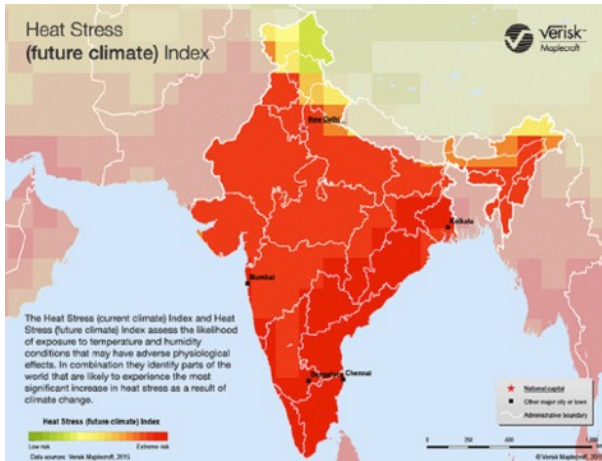 Heat Stress
(future climate) Index
verisk™
Maplecroft
New Delhi
Kolkata
Mumbai
Bengaluru
Chennai
The Heat Stress (current climate) Index and Heat
Stress (future climate) Index assess the likelihood
of exposure to temperature and humidity
conditions that may have adverse physiological
effects. In combination they identify parts of the
world that are likely to experience the most
significant increase in heat stress as a result of
climate change.
Heat Stress (future climate) Index
Low risk
Extreme risk
Data sources: Verisk Maplecroft, 2015
National capital
Other major city or town
Administrative boundary
0
250
500
© Verisk Maplecroft, 2015